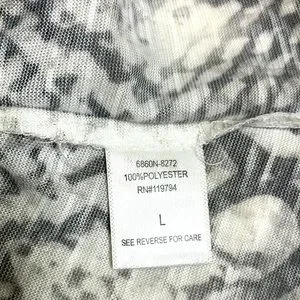 6860N-8272
100%POLYESTER
RN#119794
L
SEE REVERSE FOR CARE